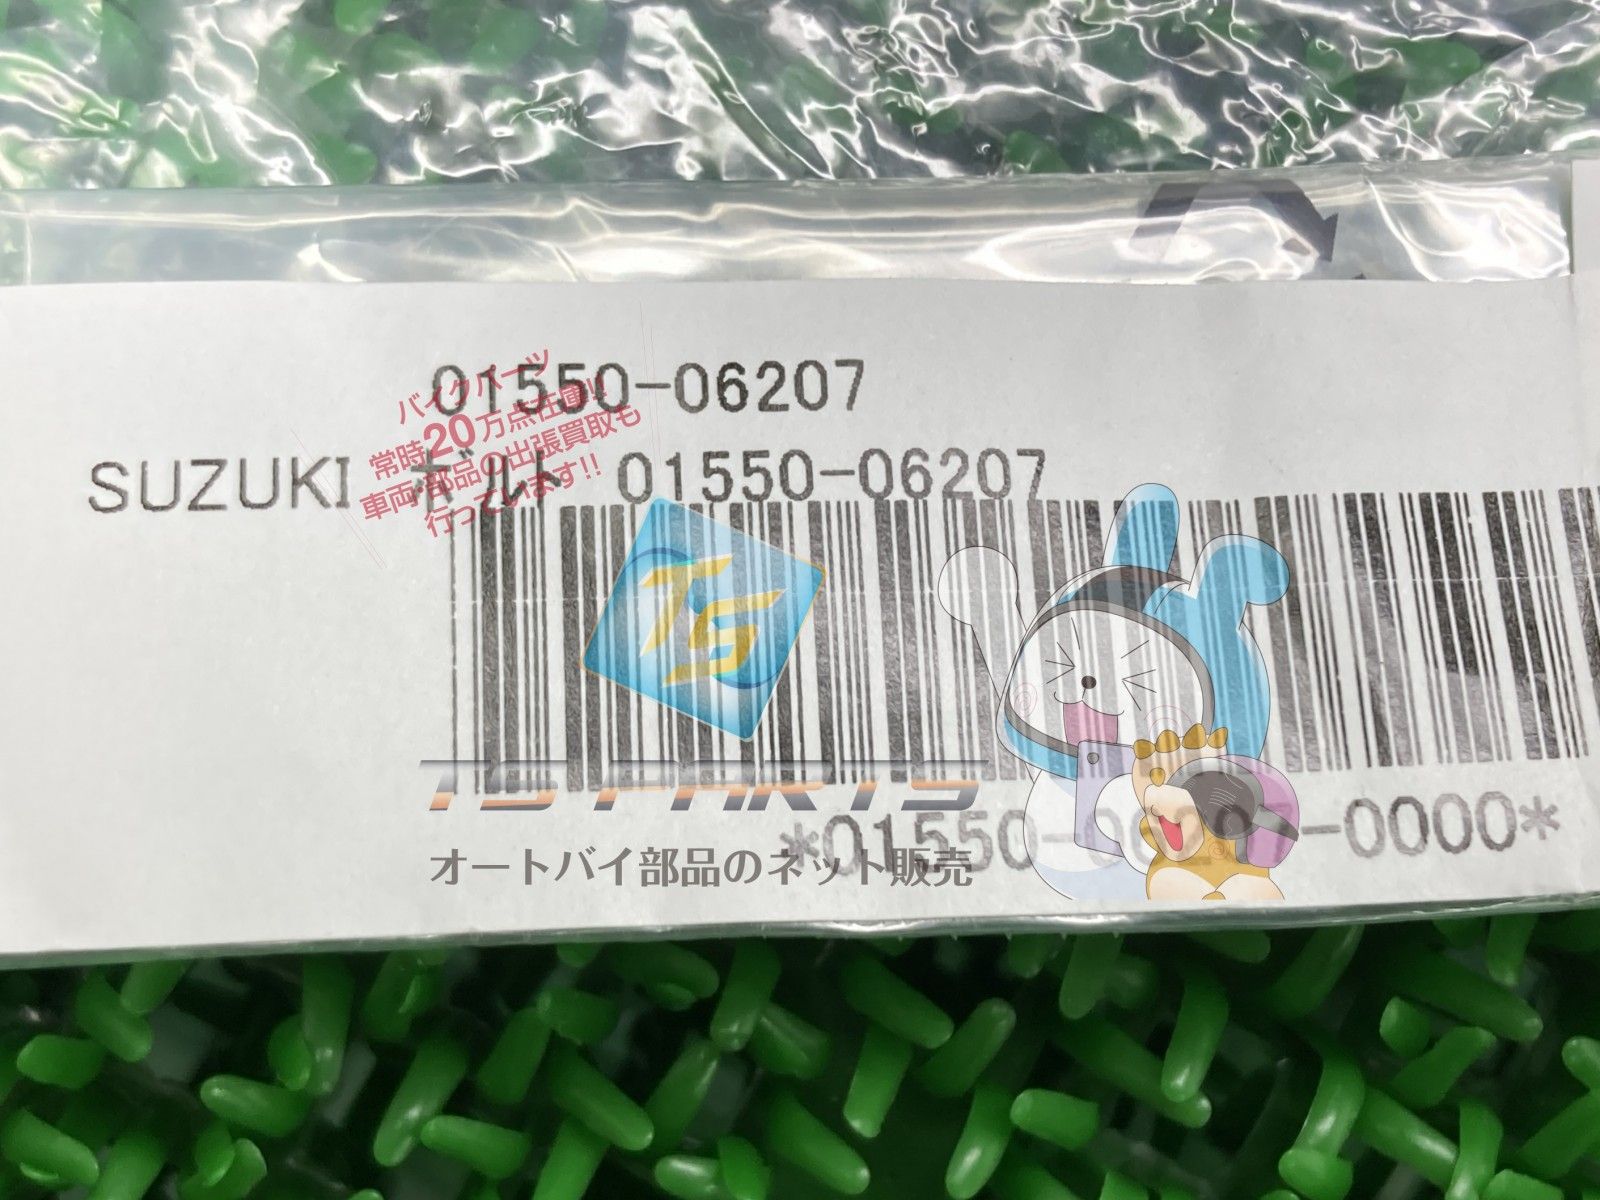 01550-06207
SUZUKI ボルト 01550-06207
*01550-06207-0000*
バイクパーツ
常時20万点在庫!!
車両・部品の出張買取も
行っています!!
TS
TS PARTS
オートバイ部品のネット販売